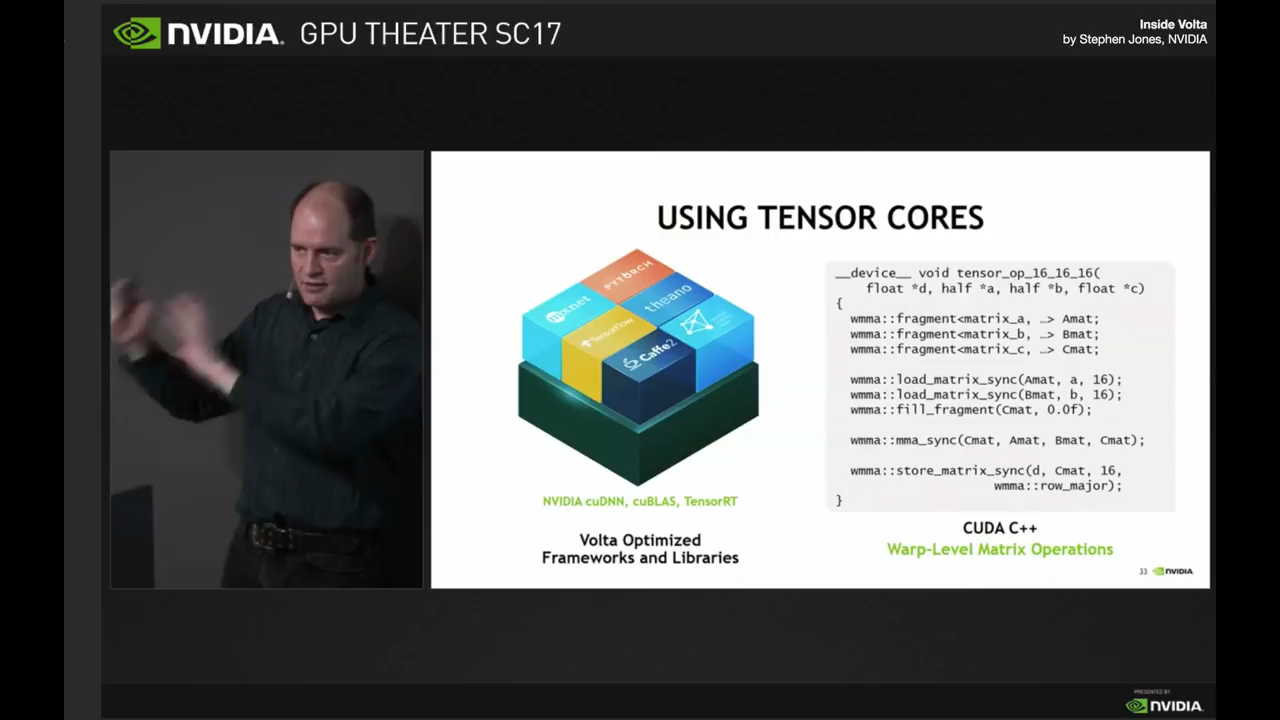 NVIDIA. GPU THEATER SC17
Inside Volta
by Stephen Jones, NVIDIA
USING TENSOR CORES
PYTORCH
mxnet
theano
TensorFlow
Caffe2
NVIDIA cuDNN, cuBLAS, TensorRT
Volta Optimized
Frameworks and Libraries
__device__ void tensor_op_16_16_16(
float *d, half *a, half *b, float *c)
{
wmma::fragment<matrix_a, …> Amat;
wmma::fragment<matrix_b, …> Bmat;
wmma::fragment<matrix_c, …> Cmat;
wmma::load_matrix_sync(Amat, a, 16);
wmma::load_matrix_sync(Bmat, b, 16);
wmma::fill_fragment(Cmat, 0.0f);
wmma::mma_sync(Cmat, Amat, Bmat, Cmat);
wmma::store_matrix_sync(d, Cmat, 16,
wmma::row_major);
}
CUDA C++
Warp-Level Matrix Operations
33 NVIDIA
PRESENTED BY
NVIDIA.